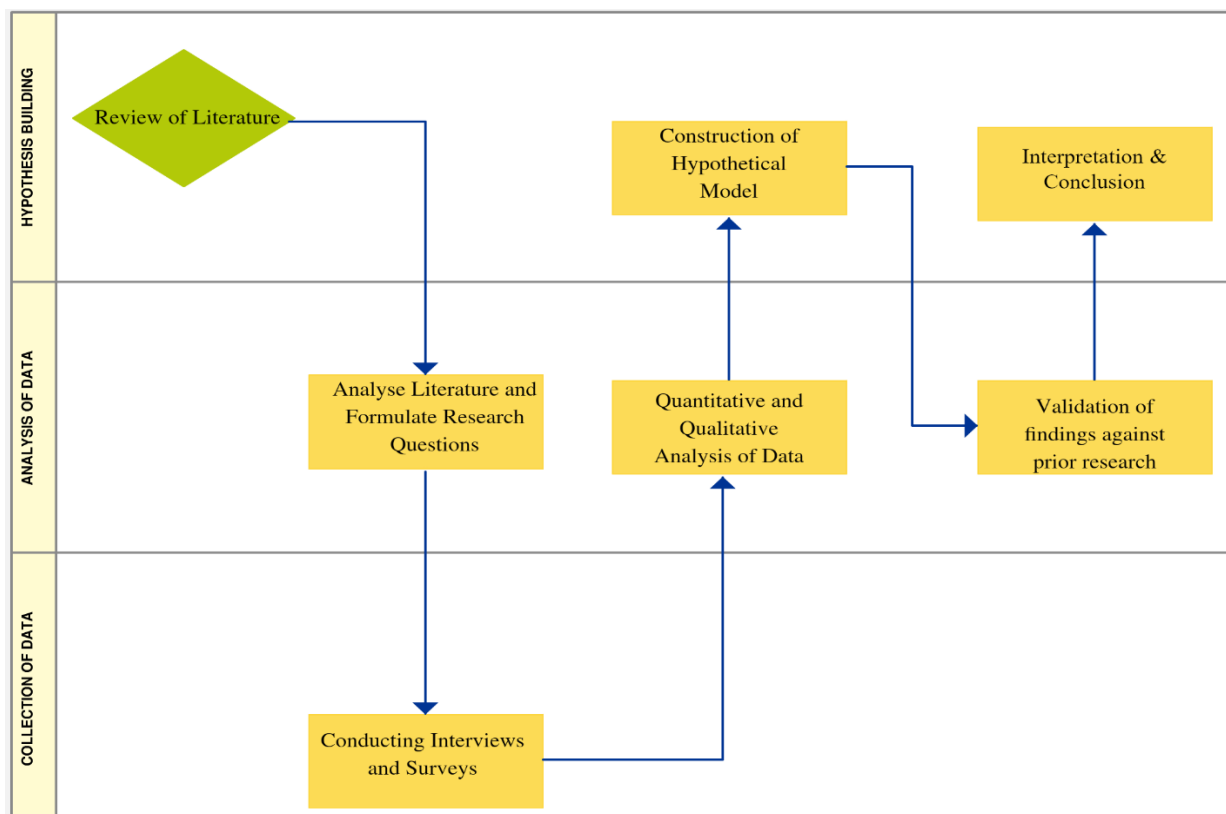 HYPOTHESIS BUILDING
Review of Literature
Construction of
Hypothetical
Model
Interpretation &
Conclusion
ANALYSIS OF DATA
Analyse Literature and
Formulate Research
Questions
Quantitative and
Qualitative
Analysis of Data
Validation of
findings against
prior research
COLLECTION OF DATA
Conducting Interviews
and Surveys